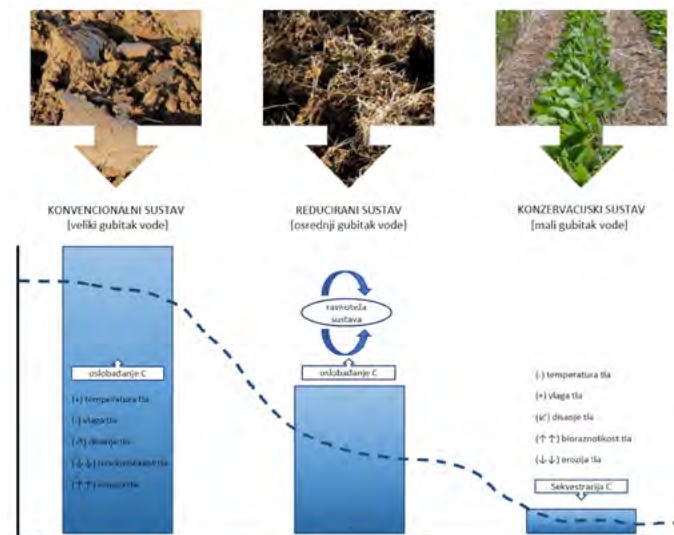 KONVENCIONALNI SUSTAV
[veliki gubitak vode]
REDUCIRANI SUSTAV
[osrednji gubitak vode]
KONZERVACIJSKI SUSTAV
[mali gubitak vode]
ravnoteža
sustava
oslobađanje C
(+) temperatura tla
(-) vlaga tla
(↗) disanje tla
(↓↓) bioraznolikost tla
(↑↑) erozija tla
oslobađanje C
(-) temperatura tla
(+) vlaga tla
(↙) disanje tla
(↑↑) bioraznolikost tla
(↓↓) erozija tla
Sekvestracija C